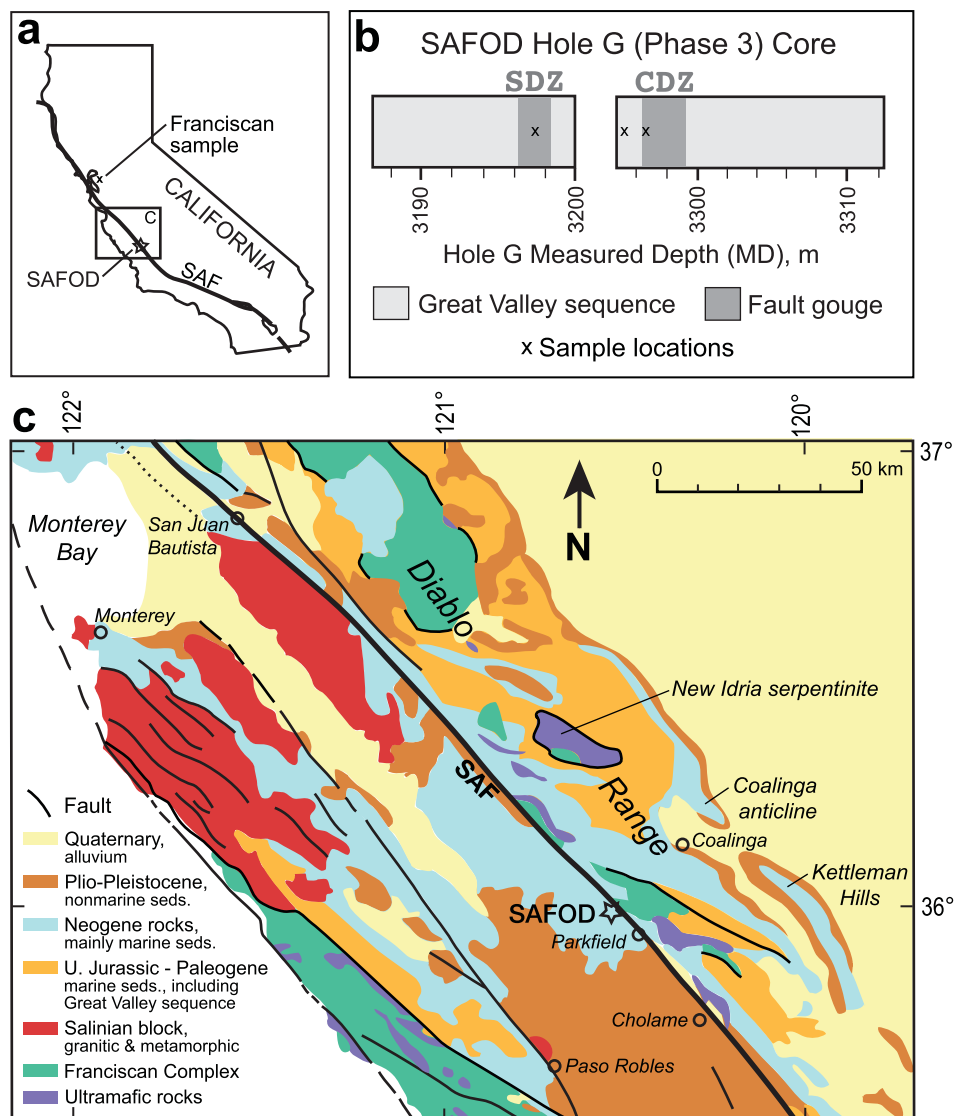 a
Franciscan
sample
CALIFORNIA
C
SAFOD
SAF
b
SAFOD Hole G (Phase 3) Core
SDZ
CDZ
x
x
x
3190
3200
3300
3310
Hole G Measured Depth (MD), m
Great Valley sequence
Fault gouge
x Sample locations
c
122°
121°
120°
37°
0
50 km
Monterey
Bay
San Juan
Bautista
N
Diablo
Monterey
New Idria serpentinite
SAF
Range
Coalinga
anticline
Coalinga
Kettleman
Hills
36°
SAFOD
Parkfield
Cholame
Paso Robles
Fault
Quaternary,
alluvium
Plio-Pleistocene,
nonmarine seds.
Neogene rocks,
mainly marine seds.
U. Jurassic - Paleogene
marine seds., including
Great Valley sequence
Salinian block,
granitic & metamorphic
Franciscan Complex
Ultramafic rocks